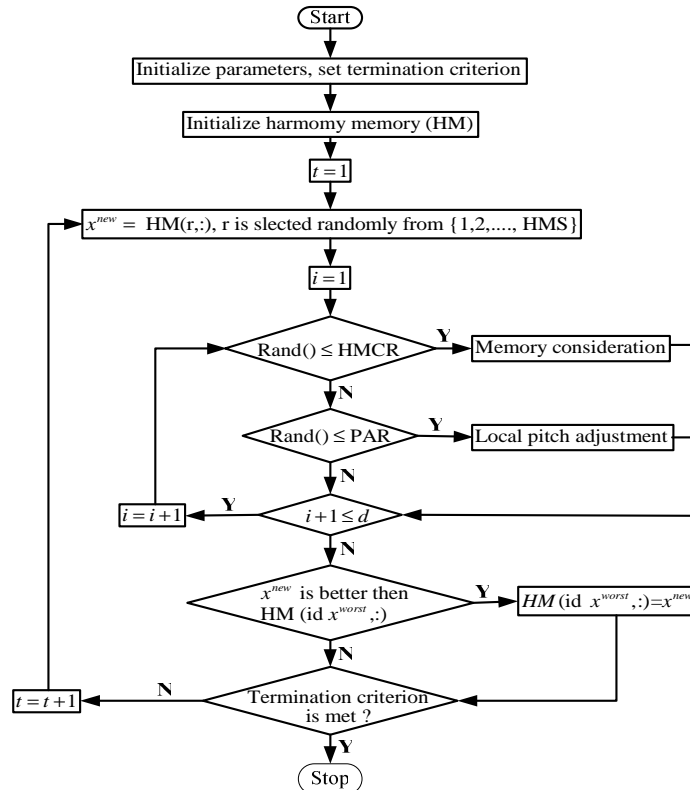 Start
Initialize parameters, set termination criterion
Initialize harmomy memory (HM)
t = 1
x^new = HM(r,:), r is slected randomly from {1,2,...., HMS}
i = 1
Rand() ≤ HMCR
Y
Memory consideration
N
Rand() ≤ PAR
Y
Local pitch adjustment
N
i = i+1
Y
i+1 ≤ d
N
x^new is better then
HM (id x^worst ,:)
Y
HM (id x^worst ,:)=x^new
N
t = t+1
N
Termination criterion
is met ?
Y
Stop